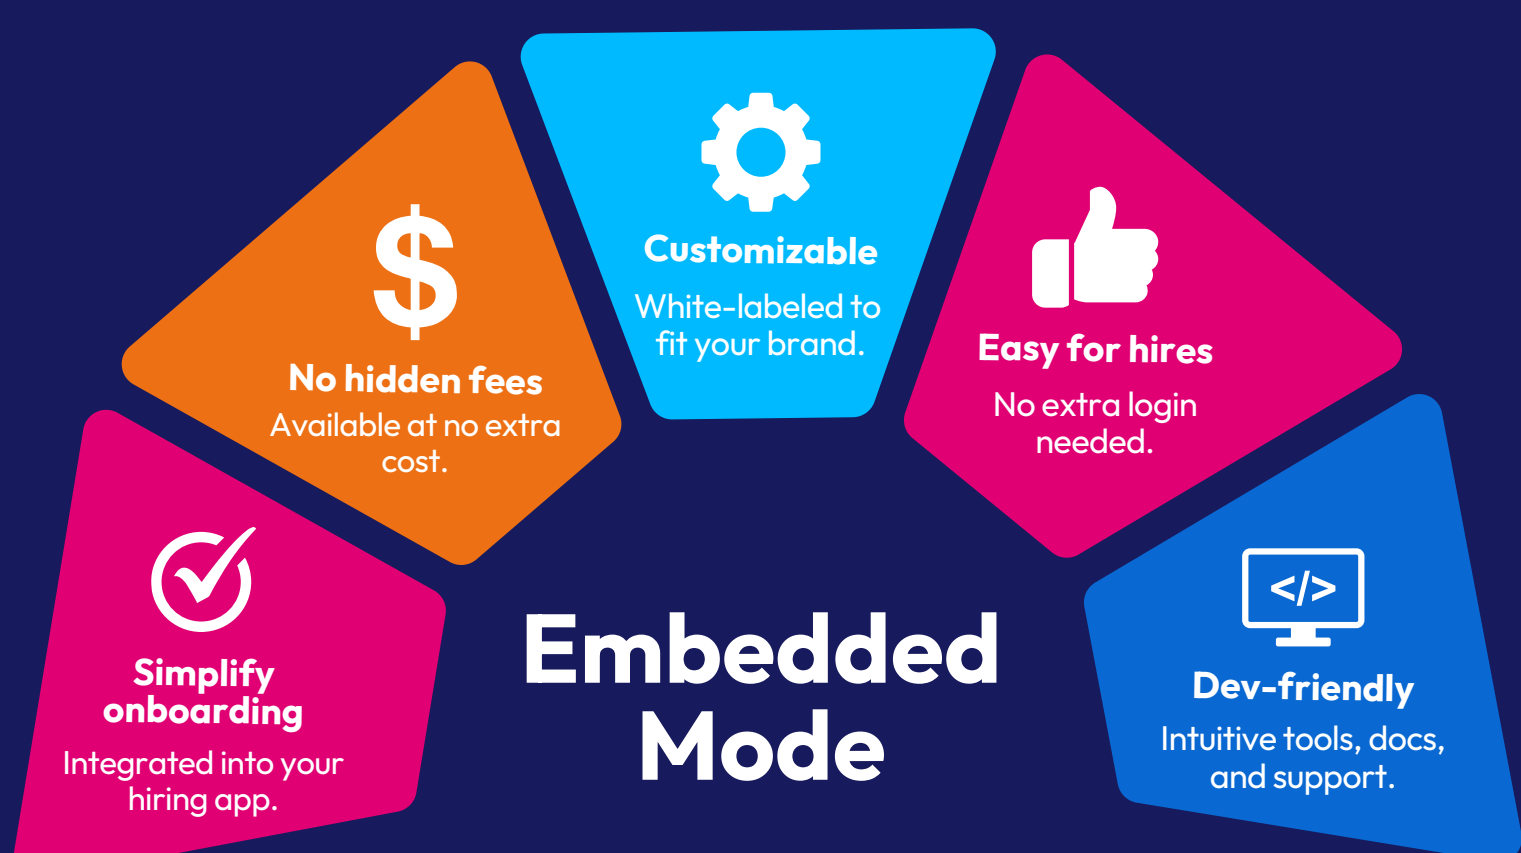 Customizable
White-labeled to
fit your brand.
$
No hidden fees
Available at no extra
cost.
Easy for hires
No extra login
needed.
Simplify
onboarding
Integrated into your
hiring app.
Embedded
Mode
</>
Dev-friendly
Intuitive tools, docs,
and support.